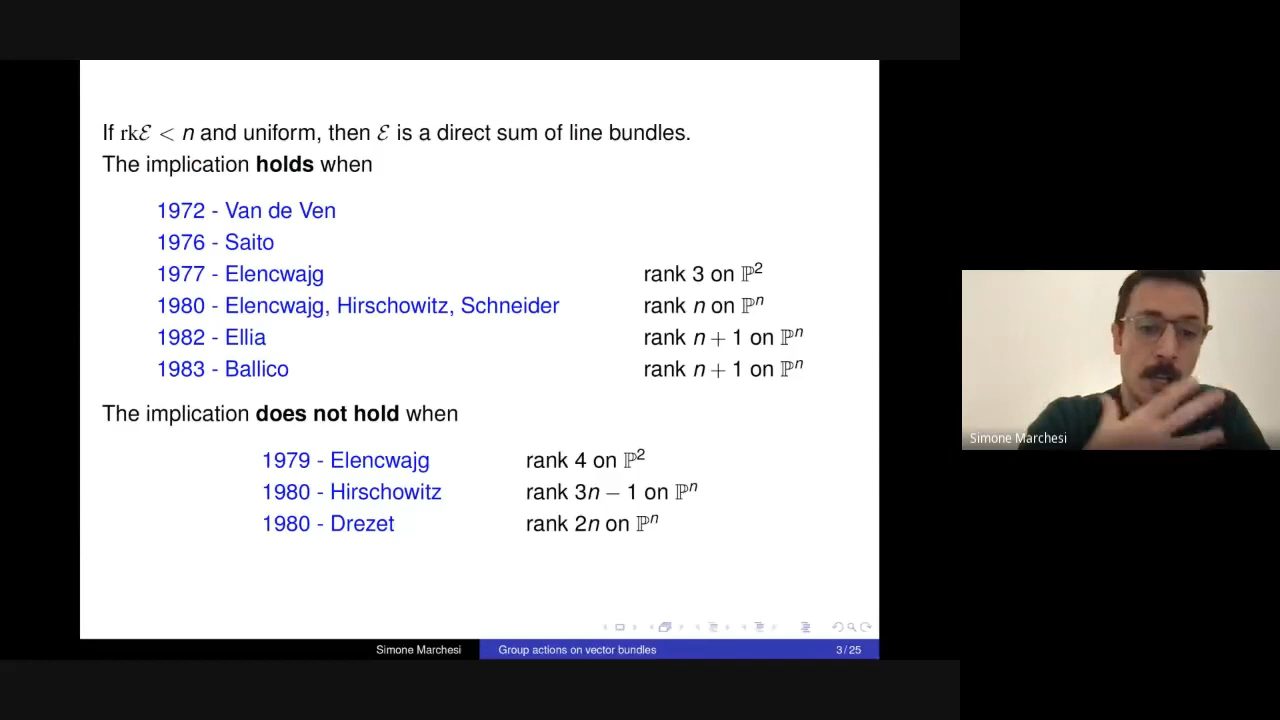 If rkℰ < n and uniform, then ℰ is a direct sum of line bundles.
The implication holds when
1972 - Van de Ven
1976 - Saito
1977 - Elencwajg rank 3 on ℙ²
1980 - Elencwajg, Hirschowitz, Schneider rank n on ℙⁿ
1982 - Ellia rank n + 1 on ℙⁿ
1983 - Ballico rank n + 1 on ℙⁿ
The implication does not hold when
1979 - Elencwajg rank 4 on ℙ²
1980 - Hirschowitz rank 3n − 1 on ℙⁿ
1980 - Drezet rank 2n on ℙⁿ
Simone Marchesi Group actions on vector bundles 3 / 25
Simone Marchesi